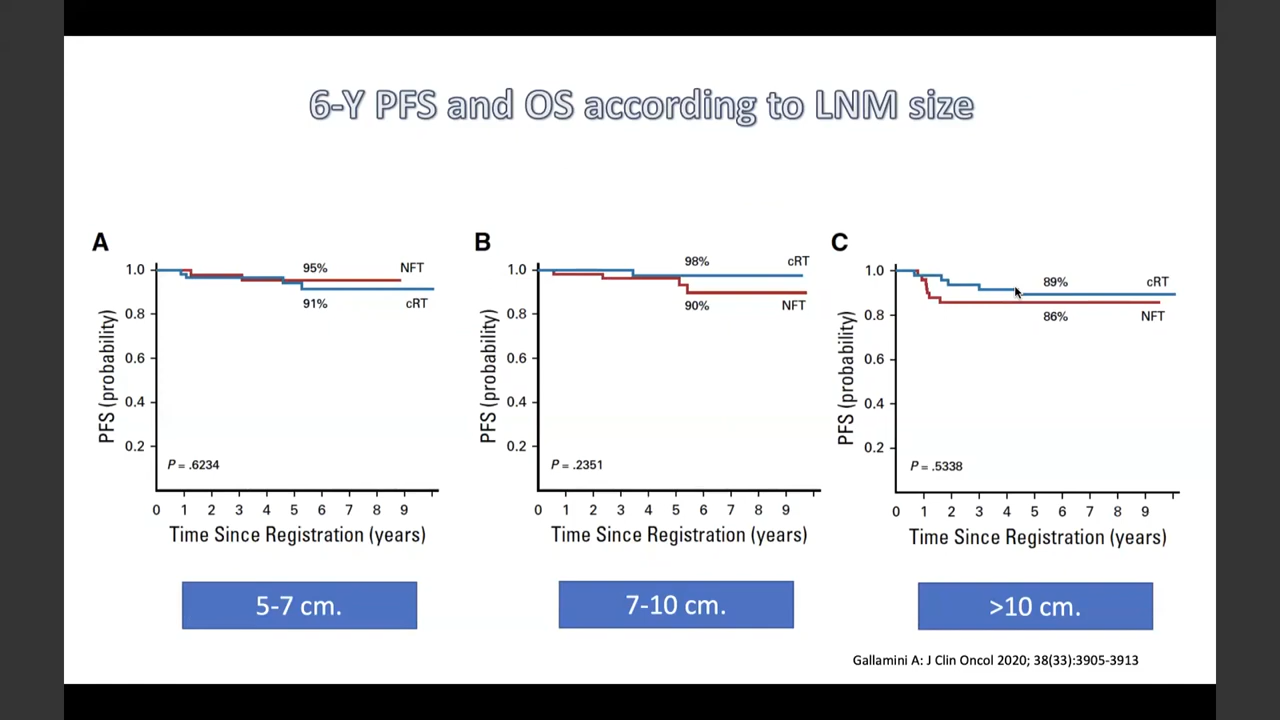 6-Y PFS and OS according to LNM size
A
1.0
0.8
0.6
0.4
0.2
PFS (probability)
95%
NFT
91%
cRT
P = .6234
0 1 2 3 4 5 6 7 8 9
Time Since Registration (years)
5-7 cm.
B
1.0
0.8
0.6
0.4
0.2
PFS (probability)
98%
cRT
90%
NFT
P = .2351
0 1 2 3 4 5 6 7 8 9
Time Since Registration (years)
7-10 cm.
C
1.0
0.8
0.6
0.4
0.2
PFS (probability)
89%
cRT
86%
NFT
P = .5338
0 1 2 3 4 5 6 7 8 9
Time Since Registration (years)
>10 cm.
Gallamini A: J Clin Oncol 2020; 38(33):3905-3913